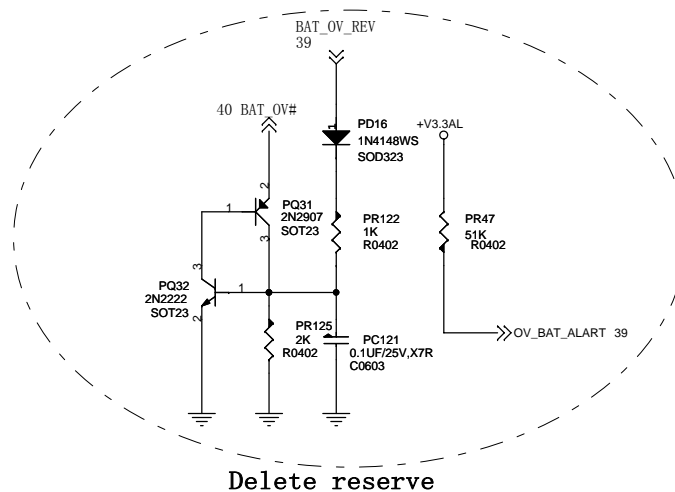 BAT_OV_REV
39
40 BAT_OV#
1
PD16
1N4148WS
SOD323
+V3.3AL
2
1
PQ31
2N2907
SOT23
3
PR122
1K
R0402
PR47
51K
R0402
3
PQ32
2N2222
SOT23
1
2
PR125
2K
R0402
PC121
0.1UF/25V,X7R
C0603
OV_BAT_ALART 39
Delete reserve